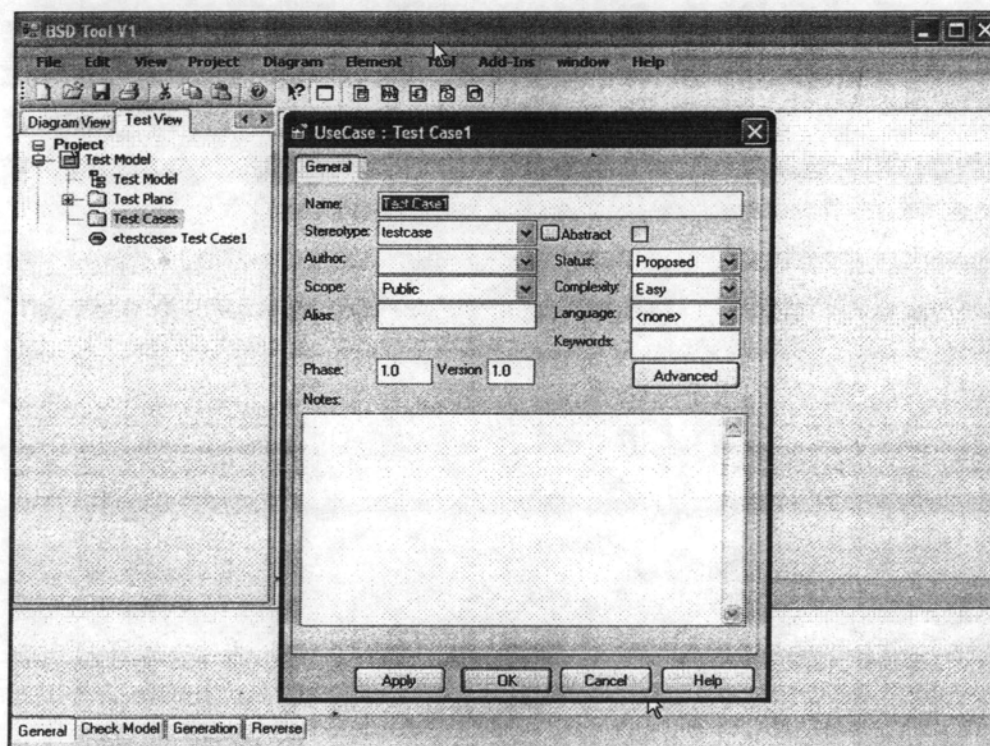 BSD Tool V1
File Edit View Project Diagram Element Tool Add-Ins window Help
Diagram View Test View
Project
Test Model
Test Model
Test Plans
Test Cases
«testcase» Test Case1
UseCase : Test Case1
General
Name: Test Case1
Stereotype: testcase ... Abstract
Author: Status: Proposed
Scope: Public Complexity: Easy
Alias: Language: <none>
Keywords:
Phase: 1.0 Version 1.0 Advanced
Notes:
Apply OK Cancel Help
General Check Model Generation Reverse